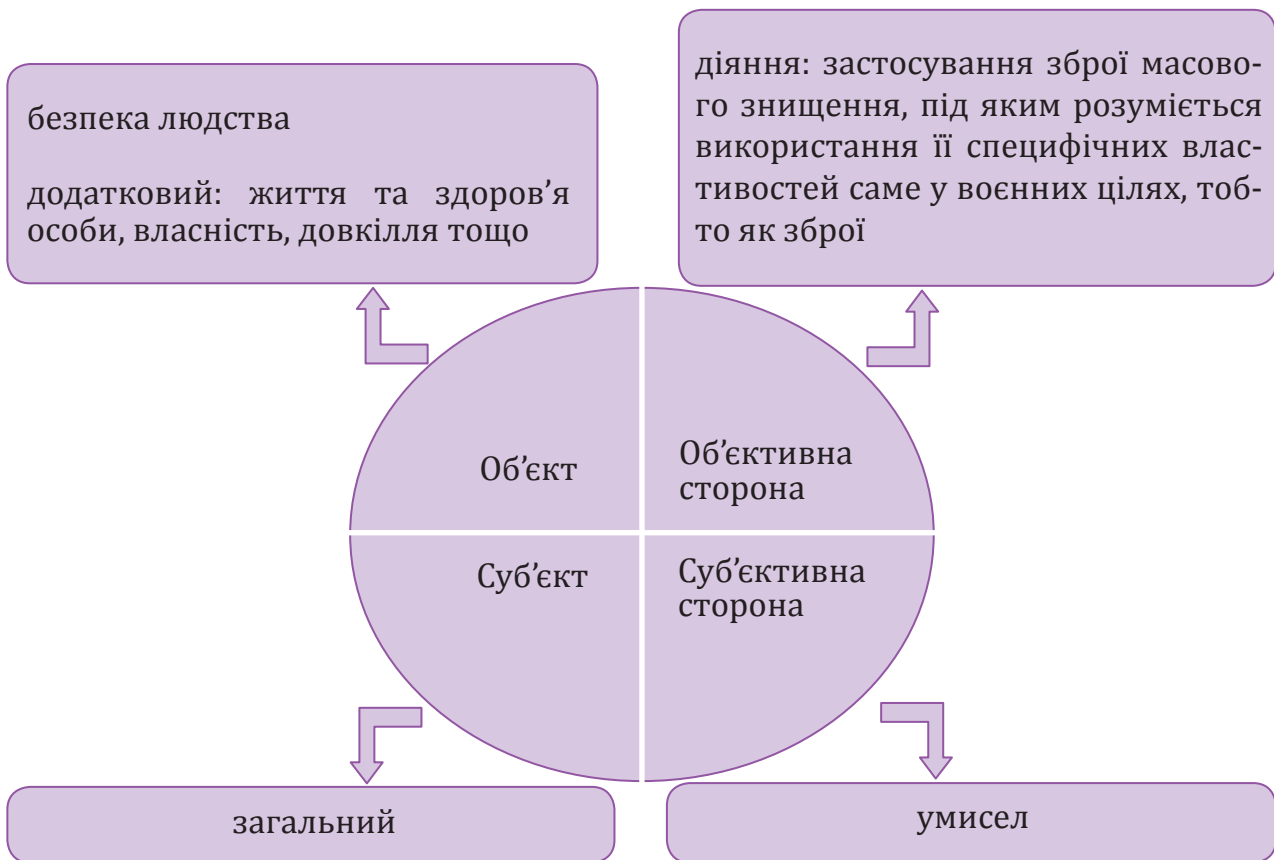 безпека людства
додатковий: життя та здоров’я
особи, власність, довкілля тощо
діяння: застосування зброї масово-
го знищення, під яким розуміється
використання її специфічних влас-
тивостей саме у воєнних цілях, тоб-
то як зброї
Об’єкт
Об’єктивна
сторона
Суб’єкт
Суб’єктивна
сторона
загальний
умисел